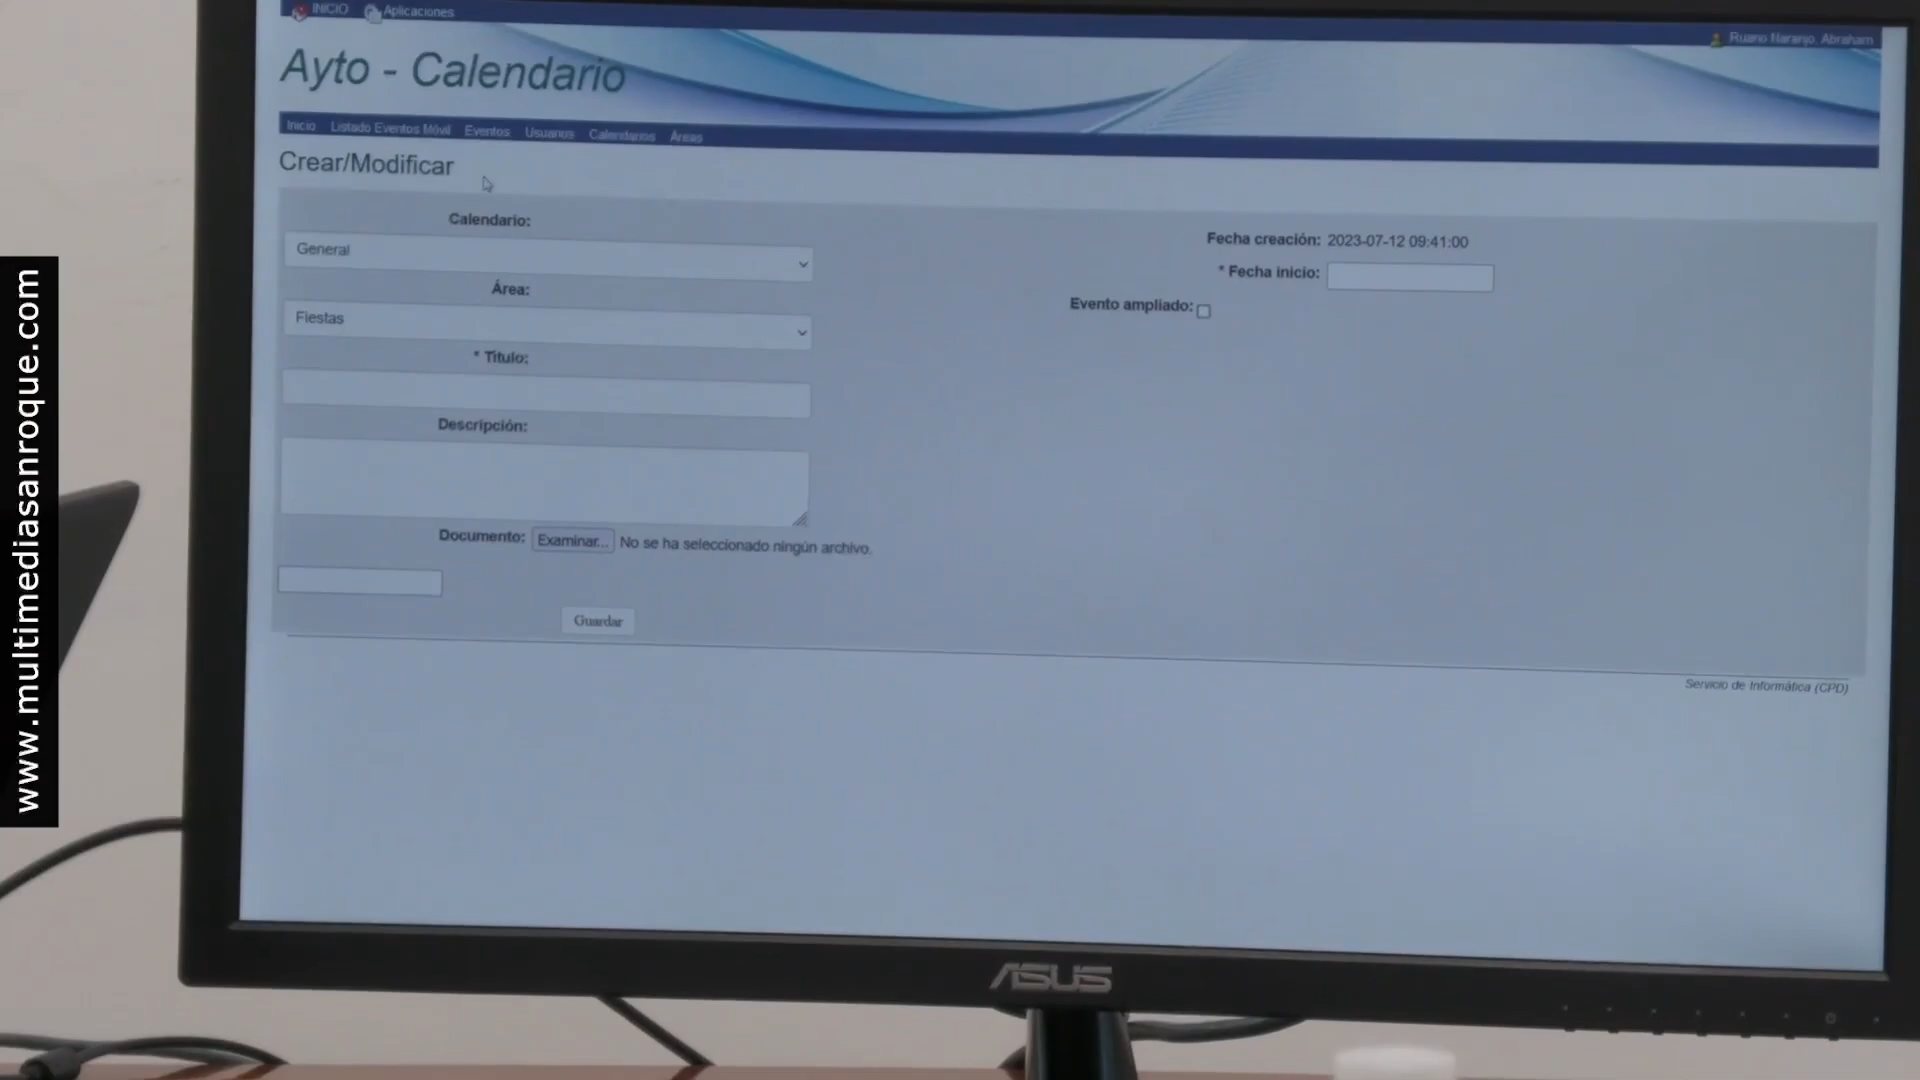 INICIO Aplicaciones
Ruano Naranjo, Abraham
Ayto - Calendario
Inicio Listado Eventos Móvil Eventos Usuarios Calendarios Áreas
Crear/Modificar
Calendario:
General
Área:
Fiestas
* Titulo:
Descripción:
Documento: Examinar... No se ha seleccionado ningún archivo.
Guardar
Fecha creación: 2023-07-12 09:41:00
* Fecha inicio:
Evento ampliado:
Servicio de Informática (CPD)
ASUS
www.multimediasanroque.com